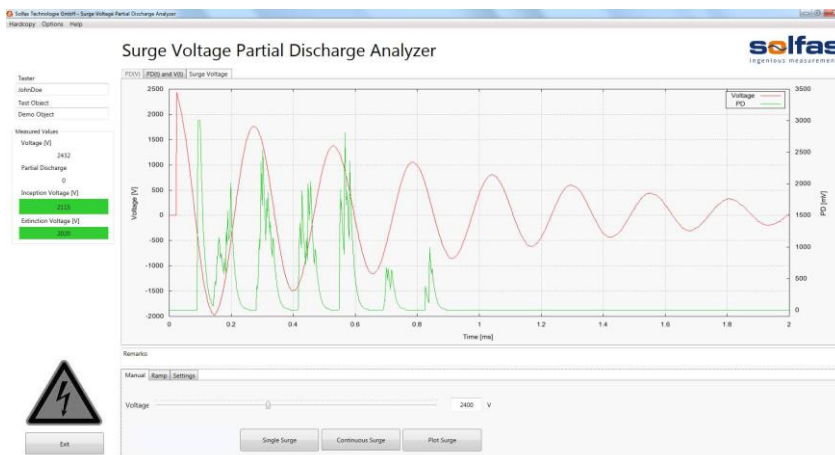 Solfas Technologie GmbH - Surge Voltage Partial Discharge Analyzer
Hardcopy Options Help
Surge Voltage Partial Discharge Analyzer
solfas
ingenious measuremen
Tester
JohnDoe
Test Object
Demo Object
Measured Values
Voltage [V]
2432
Partial Discharge
0
Inception Voltage [V]
2115
Extinction Voltage [V]
2020
PD(V) PD(t) and V(t) Surge Voltage
Voltage
PD
2500
2000
1500
1000
500
0
-500
-1000
-1500
-2000
Voltage [V]
3500
3000
2500
2000
1500
1000
500
0
PD [mV]
0 0.2 0.4 0.6 0.8 1 1.2 1.4 1.6 1.8 2
Time [ms]
Remarks:
Manual Ramp Settings
Voltage 2400 V
Single Surge Continuous Surge Plot Surge
Exit